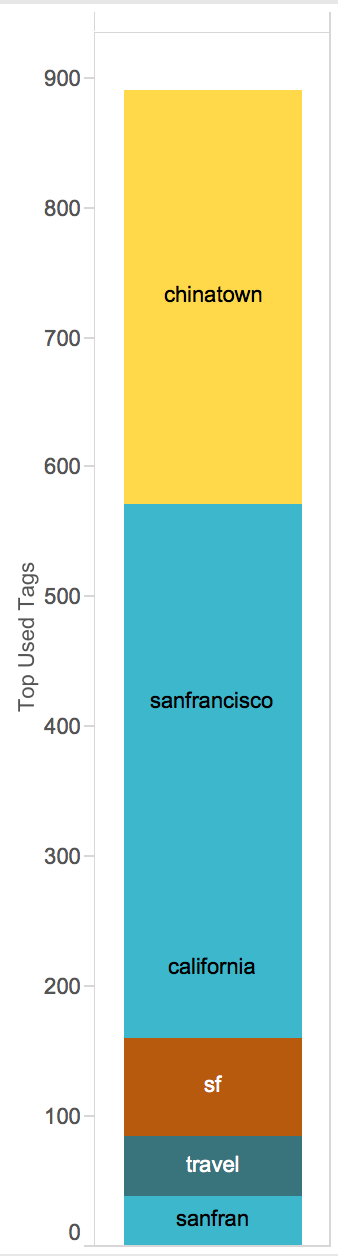 900
800
chinatown
700
600
Top Used Tags
500
sanfrancisco
400
300
california
200
sf
100
travel
sanfran
0